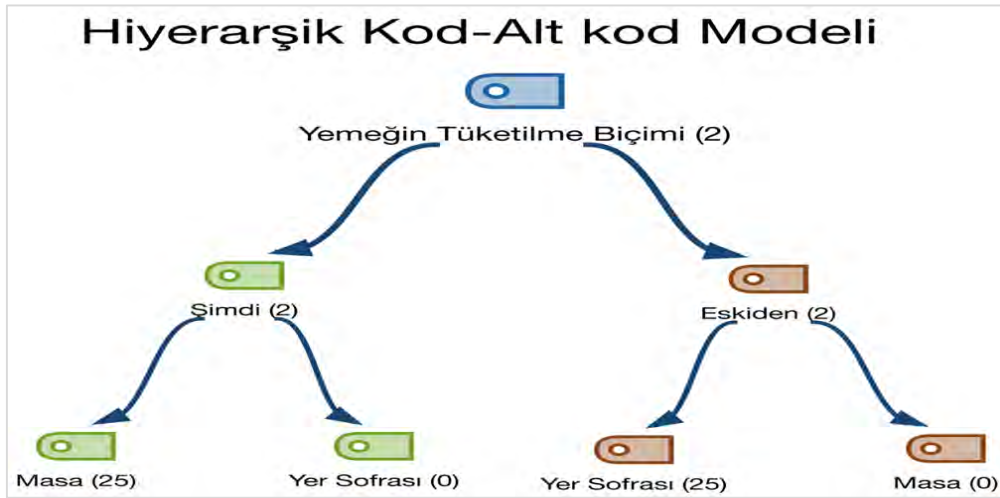 Hiyerarşik Kod-Alt kod Modeli
Yemeğin Tüketilme Biçimi (2)
Şimdi (2)
Eskiden (2)
Masa (25)
Yer Sofrası (0)
Yer Sofrası (25)
Masa (0)